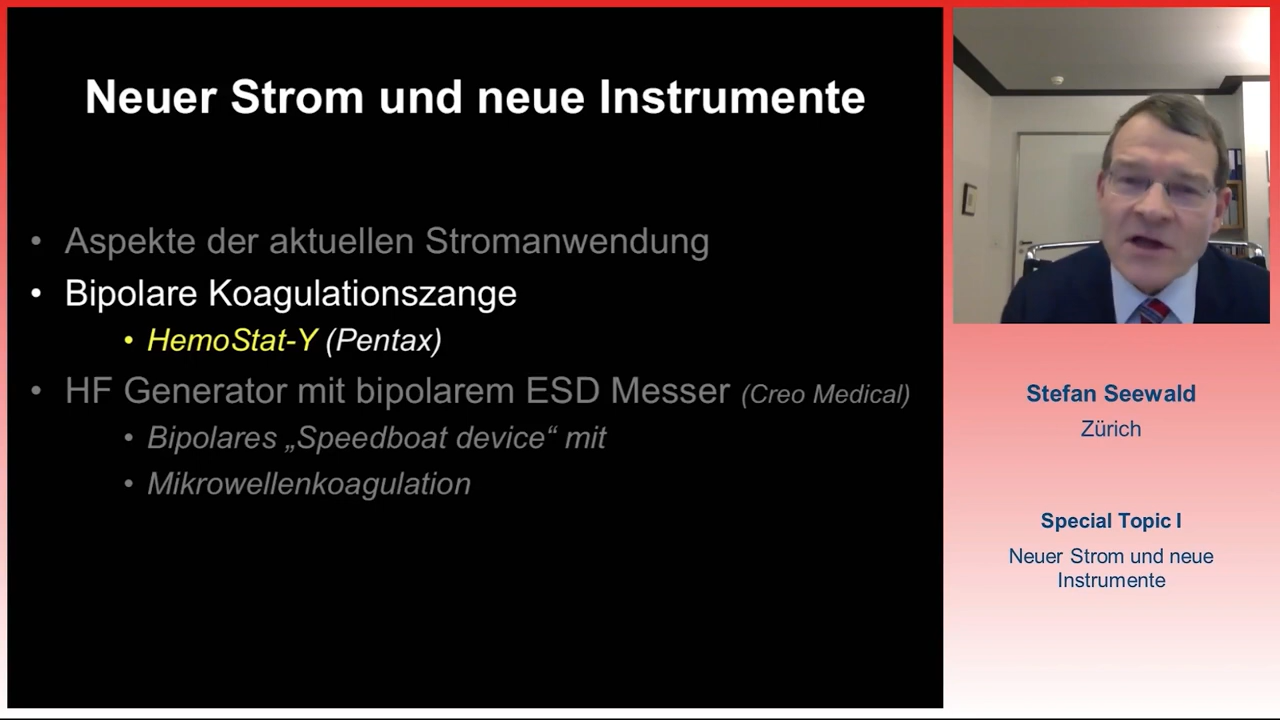 Neuer Strom und neue Instrumente
• Aspekte der aktuellen Stromanwendung
• Bipolare Koagulationszange
• HemoStat-Y (Pentax)
• HF Generator mit bipolarem ESD Messer (Creo Medical)
• Bipolares „Speedboat device“ mit
• Mikrowellenkoagulation
Stefan Seewald
Zürich
Special Topic I
Neuer Strom und neue
Instrumente